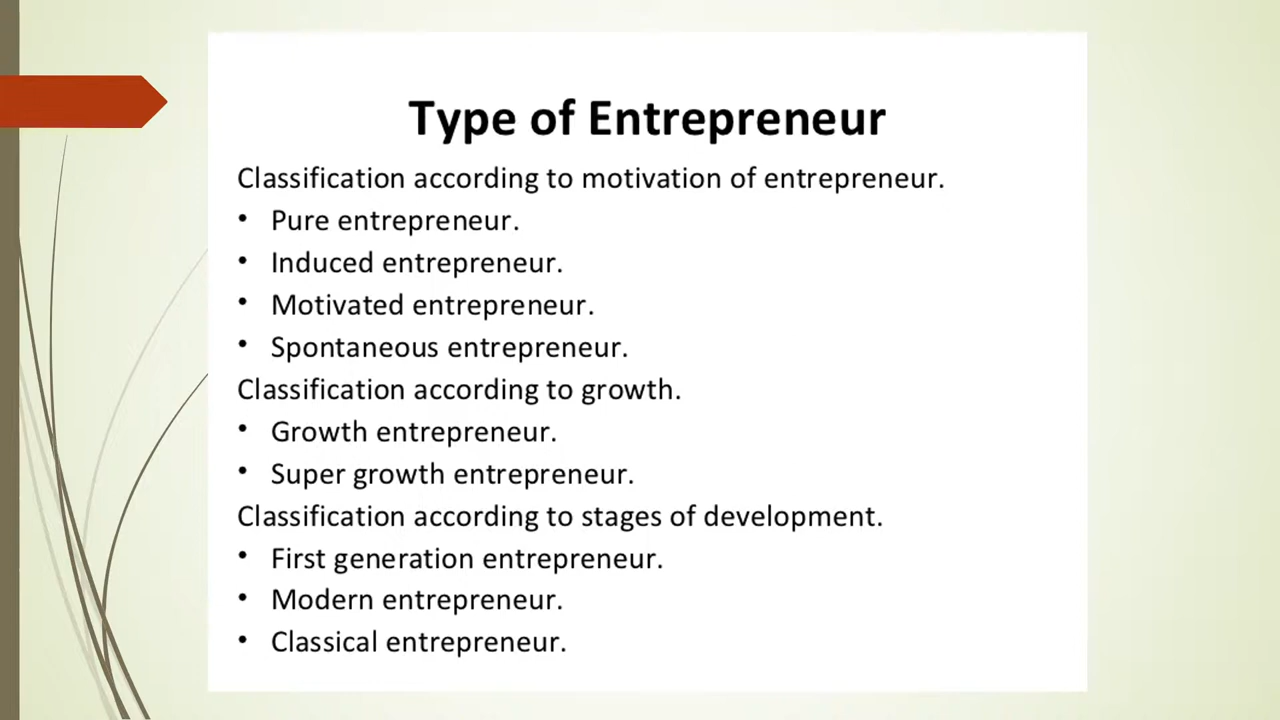 Type of Entrepreneur
Classification according to motivation of entrepreneur.
• Pure entrepreneur.
• Induced entrepreneur.
• Motivated entrepreneur.
• Spontaneous entrepreneur.
Classification according to growth.
• Growth entrepreneur.
• Super growth entrepreneur.
Classification according to stages of development.
• First generation entrepreneur.
• Modern entrepreneur.
• Classical entrepreneur.